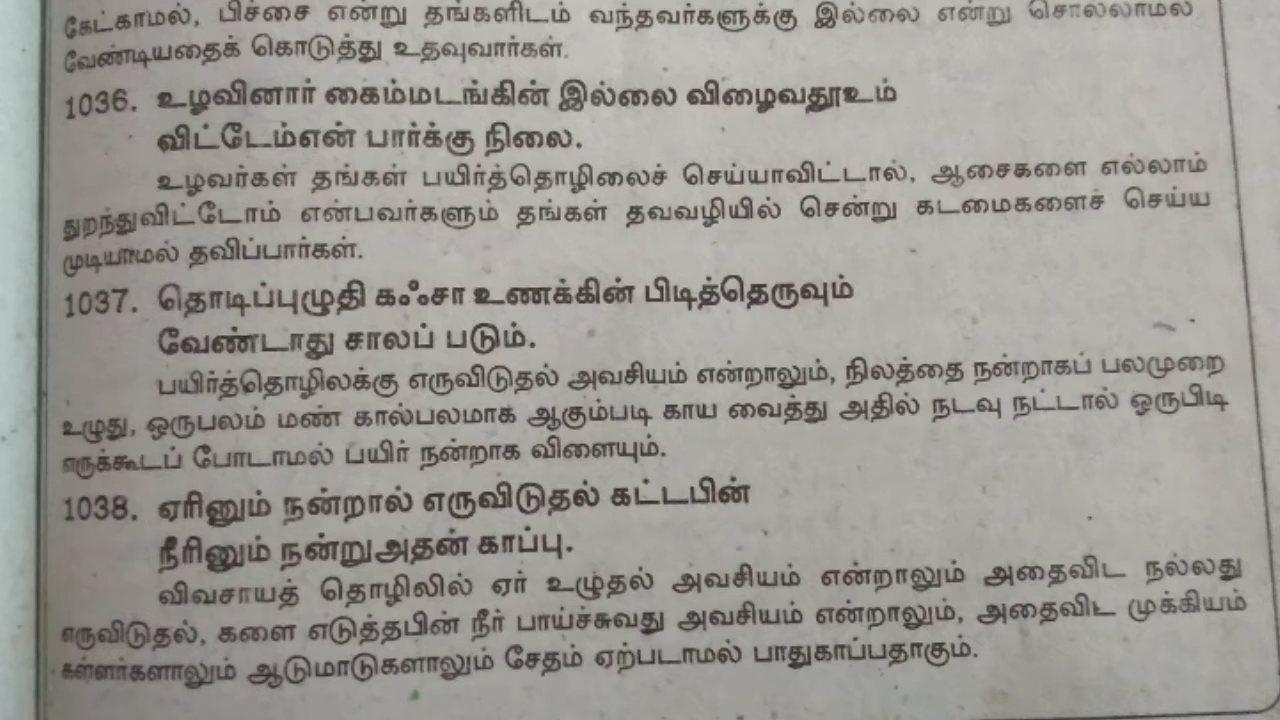 கேட்காமல், பிச்சை என்று தங்களிடம் வந்தவர்களுக்கு இல்லை என்று சொல்லாமல்
வேண்டியதைக் கொடுத்து உதவுவார்கள்.
1036. உழவினார் கைம்மடங்கின் இல்லை விழைவதூஉம்
விட்டேம்என் பார்க்கு நிலை.
உழவர்கள் தங்கள் பயிர்த்தொழிலைச் செய்யாவிட்டால், ஆசைகளை எல்லாம்
துறந்துவிட்டோம் என்பவர்களும் தங்கள் தவவழியில் சென்று கடமைகளைச் செய்ய
முடியாமல் தவிப்பார்கள்.
1037. தொடிப்புழுதி கஃசா உணக்கின் பிடித்தெருவும்
வேண்டாது சாலப் படும்.
பயிர்த்தொழிலக்கு எருவிடுதல் அவசியம் என்றாலும், நிலத்தை நன்றாகப் பலமுறை
உழுது, ஒருபலம் மண் கால்பலமாக ஆகும்படி காய வைத்து அதில் நடவு நட்டால் ஒருபிடி
எருக்கூடப் போடாமல் பயிர் நன்றாக விளையும்.
1038. ஏரினும் நன்றால் எருவிடுதல் கட்டபின்
நீரினும் நன்றுஅதன் காப்பு.
விவசாயத் தொழிலில் ஏர் உழுதல் அவசியம் என்றாலும் அதைவிட நல்லது
எருவிடுதல், களை எடுத்தபின் நீர் பாய்ச்சுவது அவசியம் என்றாலும், அதைவிட முக்கியம்
கள்ளர்களாலும் ஆடுமாடுகளாலும் சேதம் ஏற்படாமல் பாதுகாப்பதாகும்.